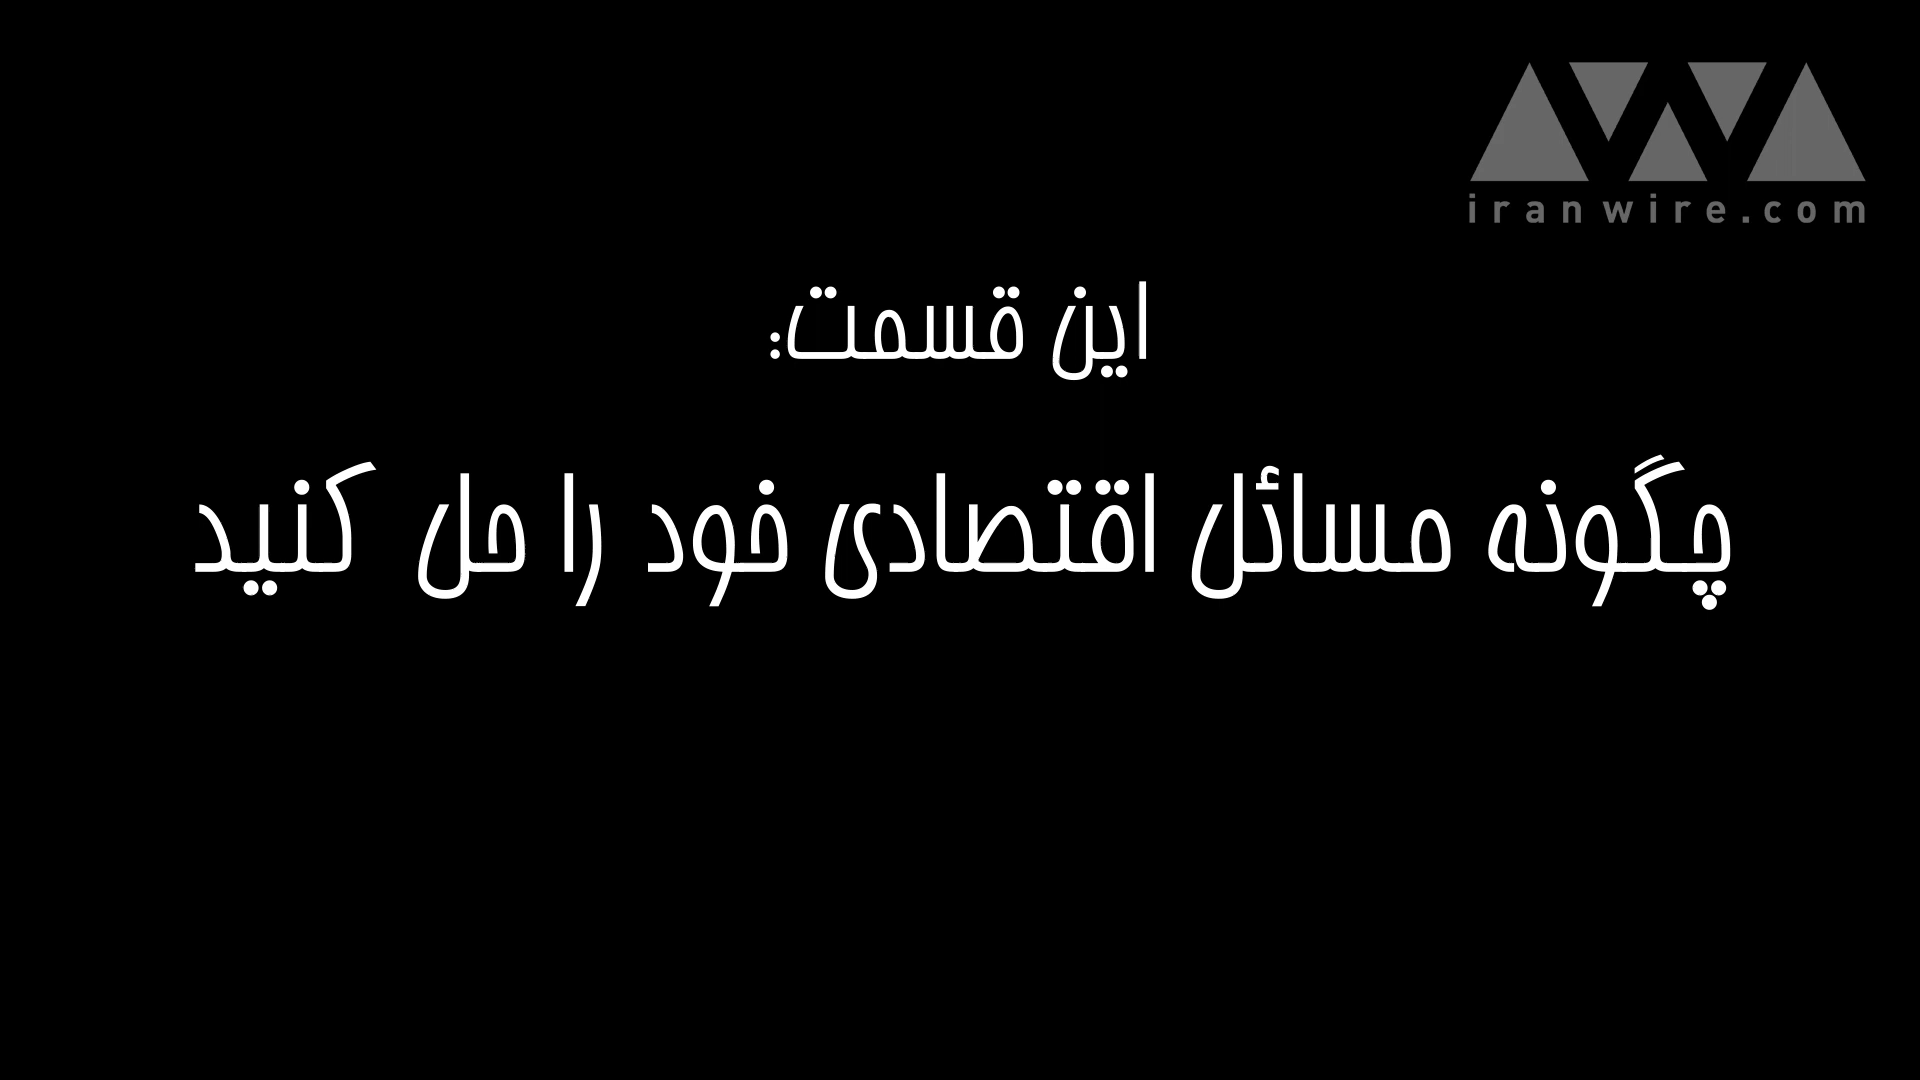 iranwire.com
این قسمت:
چگونه مسائل اقتصادی خود را حل کنید